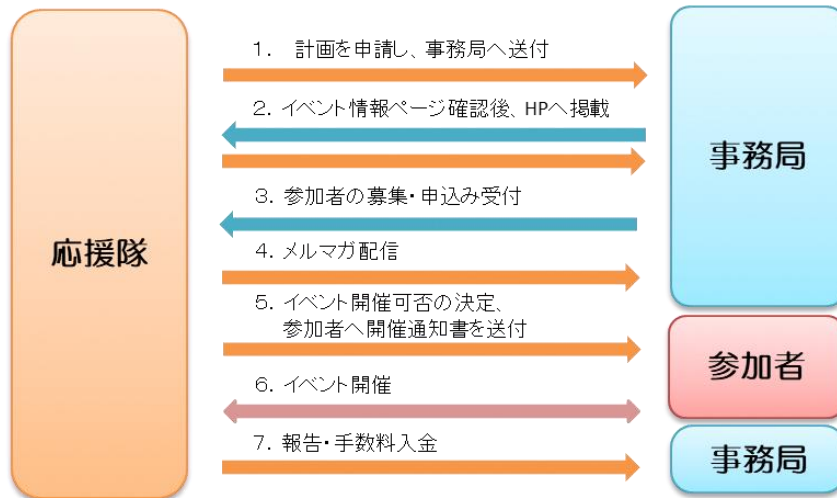 1. 計画を申請し、事務局へ送付
2. イベント情報ページ確認後、HPへ掲載
事務局
3. 参加者の募集・申込み受付
応援隊
4. メルマガ配信
5. イベント開催可否の決定、
参加者へ開催通知書を送付
参加者
6. イベント開催
7. 報告・手数料入金
事務局